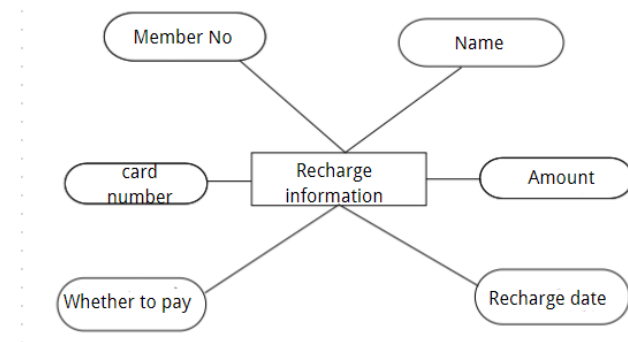 Member No
Name
card
number
Recharge
information
Amount
Whether to pay
Recharge date